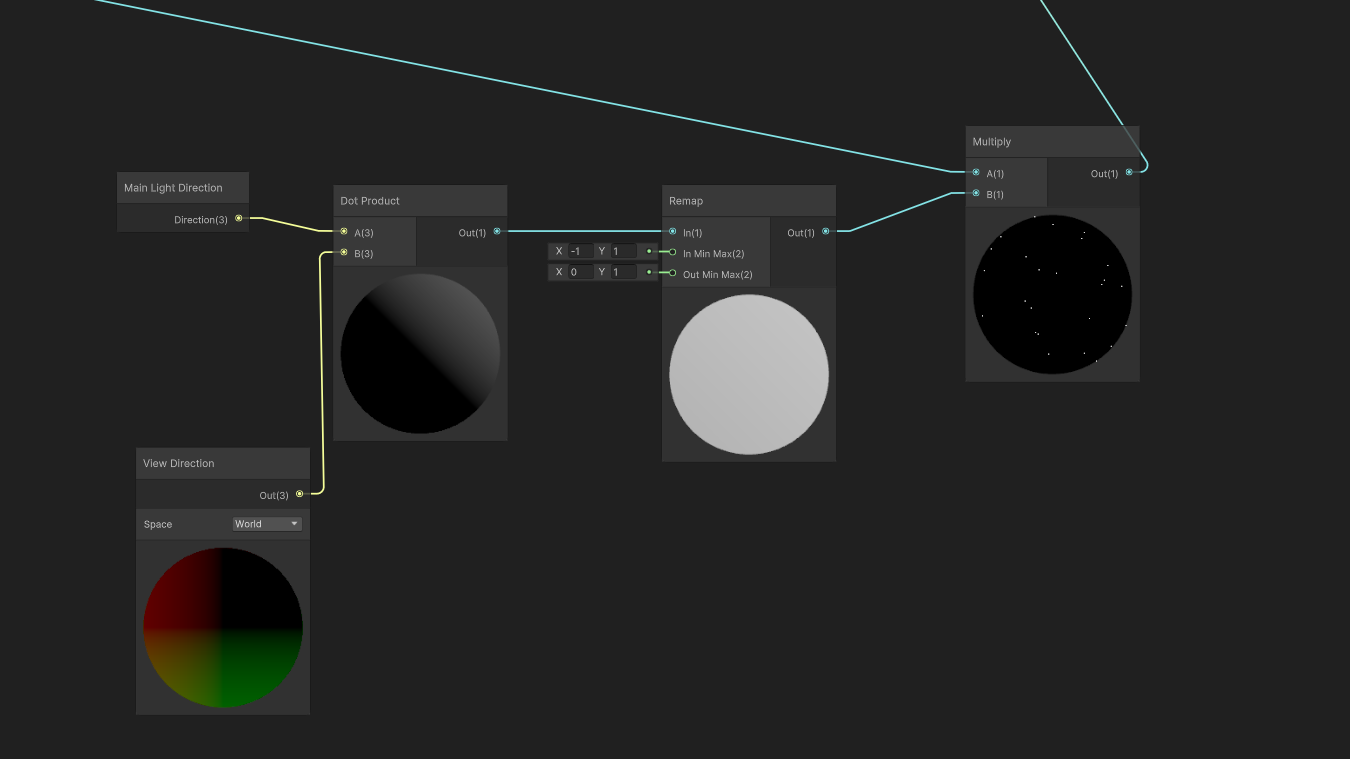 Main Light Direction
Direction(3)
Dot Product
A(3)
Out(1)
B(3)
Remap
In(1)
Out(1)
X -1 Y 1
In Min Max(2)
X 0 Y 1
Out Min Max(2)
Multiply
A(1)
Out(1)
B(1)
View Direction
Out(3)
Space
World